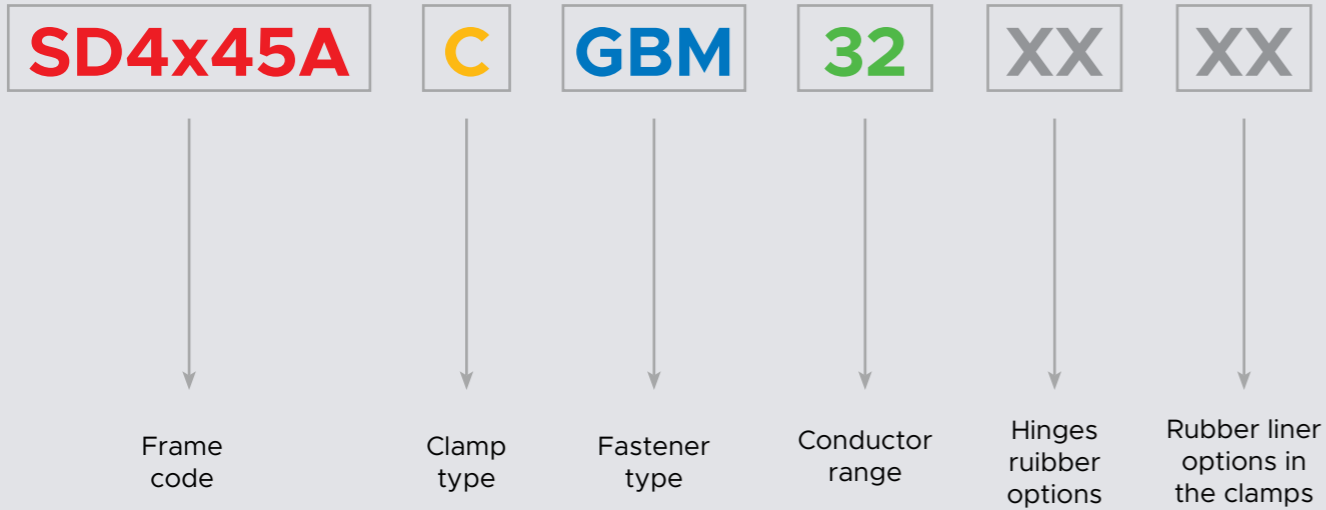 SD4x45A C GBM 32 XX XX
Frame
code
Clamp
type
Fastener
type
Conductor
range
Hinges
ruibber
options
Rubber liner
options in
the clamps